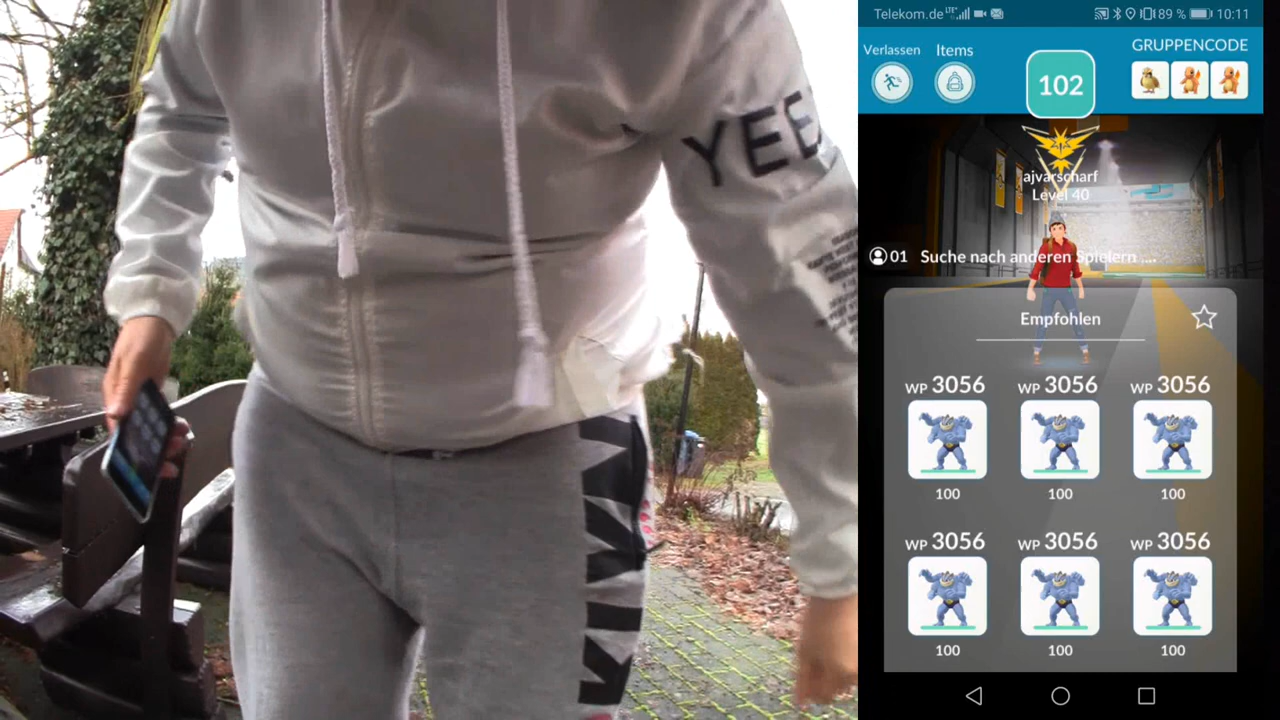 YEE
Telekom.de LTE 89 % 10:11
Verlassen Items
102
GRUPPENCODE
ajvarscharf
Level 40
01 Suche nach anderen Spielern ....
Empfohlen
WP 3056 WP 3056 WP 3056
100 100 100
WP 3056 WP 3056 WP 3056
100 100 100